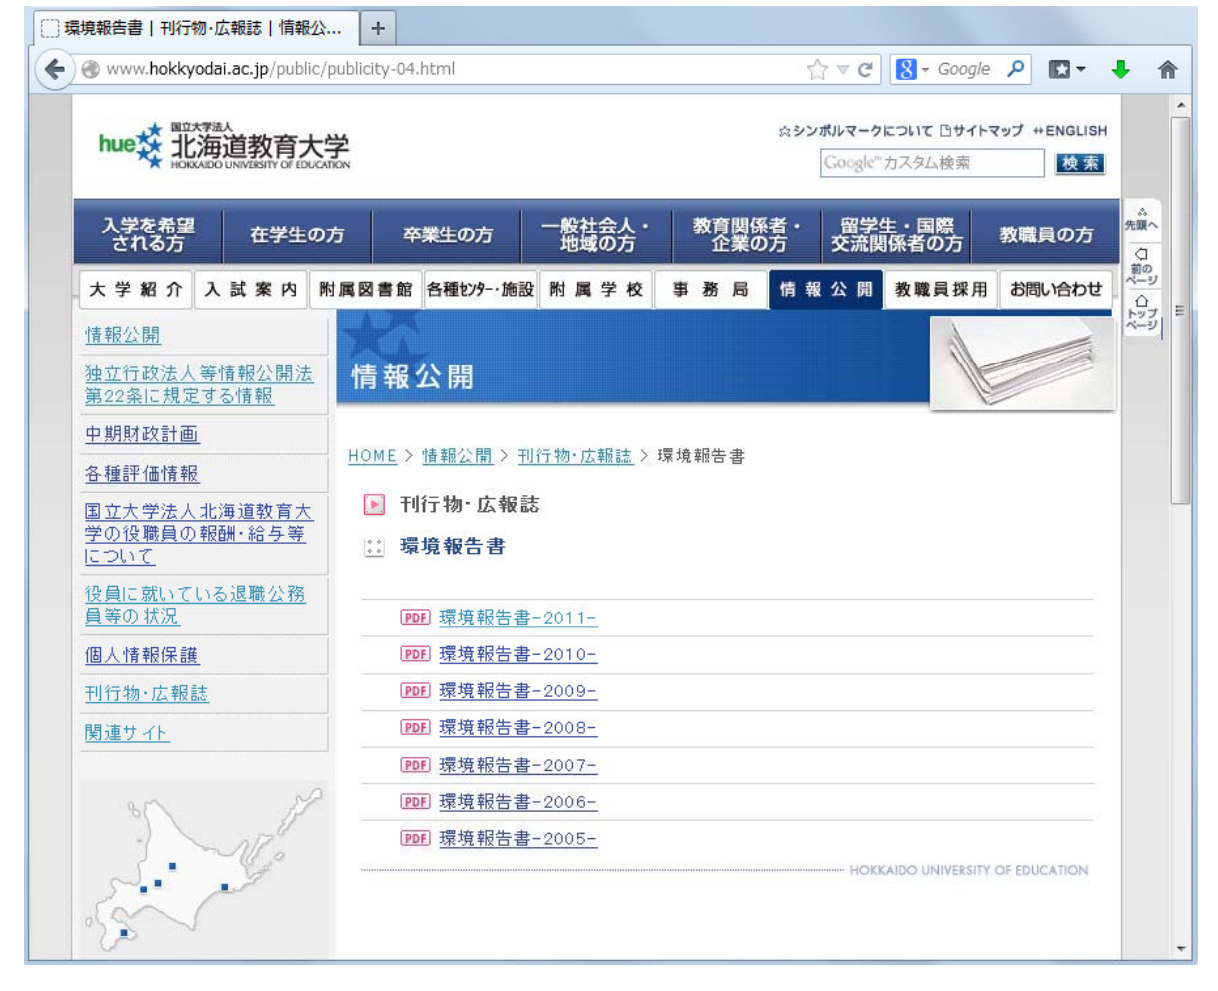 環境報告書 | 刊行物・広報誌 | 情報公...
www.hokkyodai.ac.jp/public/publicity-04.html
Google
hue
国立大学法人
北海道教育大学
HOKKAIDO UNIVERSITY OF EDUCATION
シンボルマークについて サイトマップ ENGLISH
Google™ カスタム検索
検索
入学を希望される方
在学生の方
卒業生の方
一般社会人・地域の方
教育関係者・企業の方
留学生・国際交流関係者の方
教職員の方
大学紹介
入試案内
附属図書館
各種センター・施設
附属学校
事務局
情報公開
教職員採用
お問い合わせ
先頭へ
前のページ
トップページ
情報公開
独立行政法人等情報公開法
第22条に規定する情報
中期財政計画
各種評価情報
国立大学法人北海道教育大
学の役職員の報酬・給与等
について
役員に就いている退職公務
員等の状況
個人情報保護
刊行物・広報誌
関連サイト
情報公開
HOME > 情報公開 > 刊行物・広報誌 > 環境報告書
刊行物・広報誌
環境報告書
PDF 環境報告書-2011-
PDF 環境報告書-2010-
PDF 環境報告書-2009-
PDF 環境報告書-2008-
PDF 環境報告書-2007-
PDF 環境報告書-2006-
PDF 環境報告書-2005-
HOKKAIDO UNIVERSITY OF EDUCATION